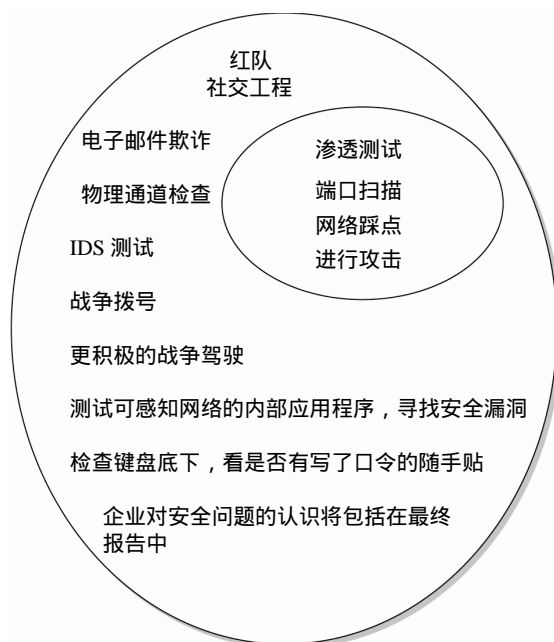 红队
社交工程
电子邮件欺诈
渗透测试
物理通道检查
端口扫描
网络踩点
IDS 测试
进行攻击
战争拨号
更积极的战争驾驶
测试可感知网络的内部应用程序，寻找安全漏洞
检查键盘底下，看是否有写了口令的随手贴
企业对安全问题的认识将包括在最终
报告中